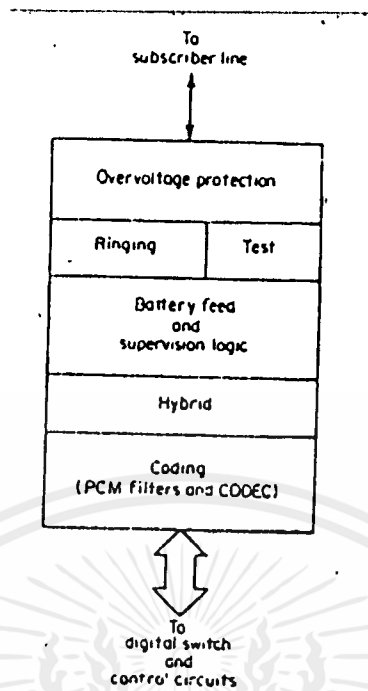 To
subscriber line
Overvoltage protection
Ringing
Test
Battery feed
and
supervision logic
Hybrid
Coding
(PCM Filters and CODEC)
To
digital switch
and
control circuits